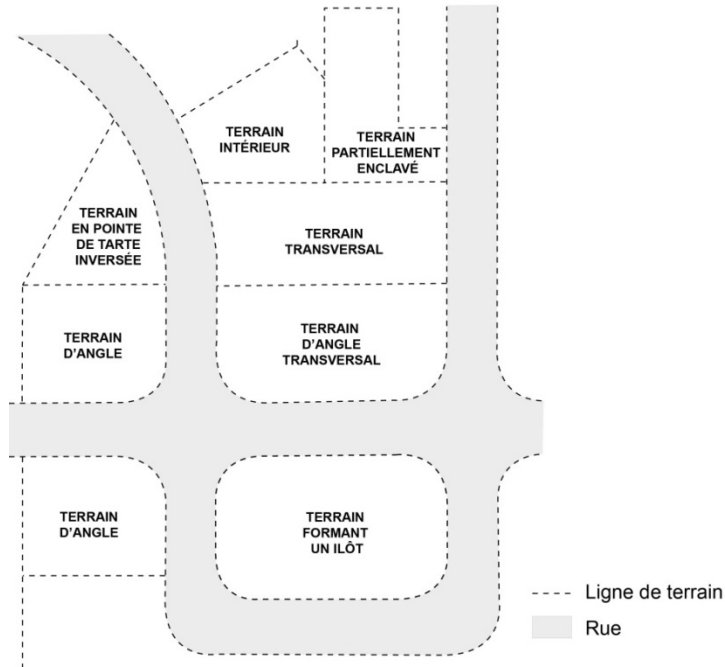 TERRAIN
INTÉRIEUR
TERRAIN
PARTIELLEMENT
ENCLAVÉ
TERRAIN
EN POINTE
DE TARTE
INVERSÉE
TERRAIN
TRANSVERSAL
TERRAIN
D'ANGLE
TERRAIN
D'ANGLE
TRANSVERSAL
TERRAIN
D'ANGLE
TERRAIN
FORMANT
UN ILÔT
Ligne de terrain
Rue